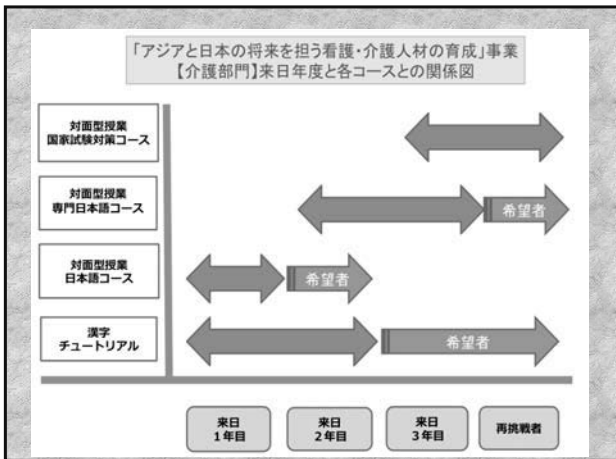 「アジアと日本の将来を担う看護・介護人材の育成」事業
【介護部門】来日年度と各コースとの関係図
対面型授業
国家試験対策コース
対面型授業
専門日本語コース
希望者
対面型授業
日本語コース
希望者
漢字
チュートリアル
希望者
来日
1年目
来日
2年目
来日
3年目
再挑戦者